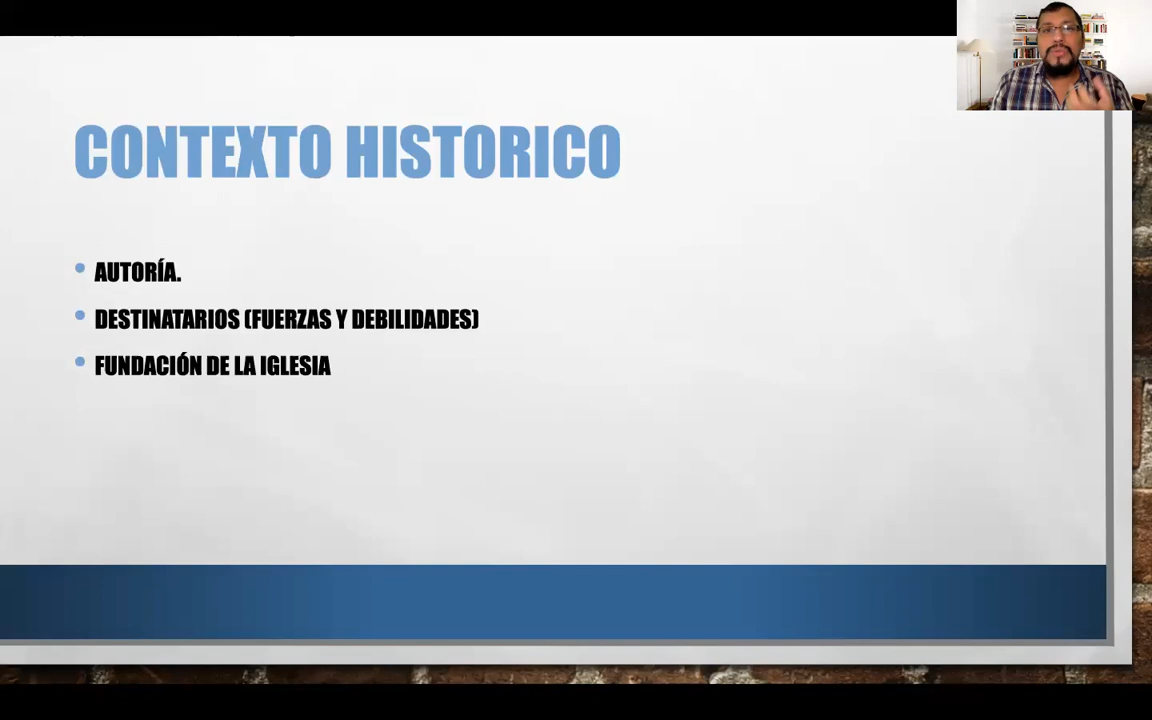 CONTEXTO HISTORICO
• AUTORÍA.
• DESTINATARIOS (FUERZAS Y DEBILIDADES)
• FUNDACIÓN DE LA IGLESIA